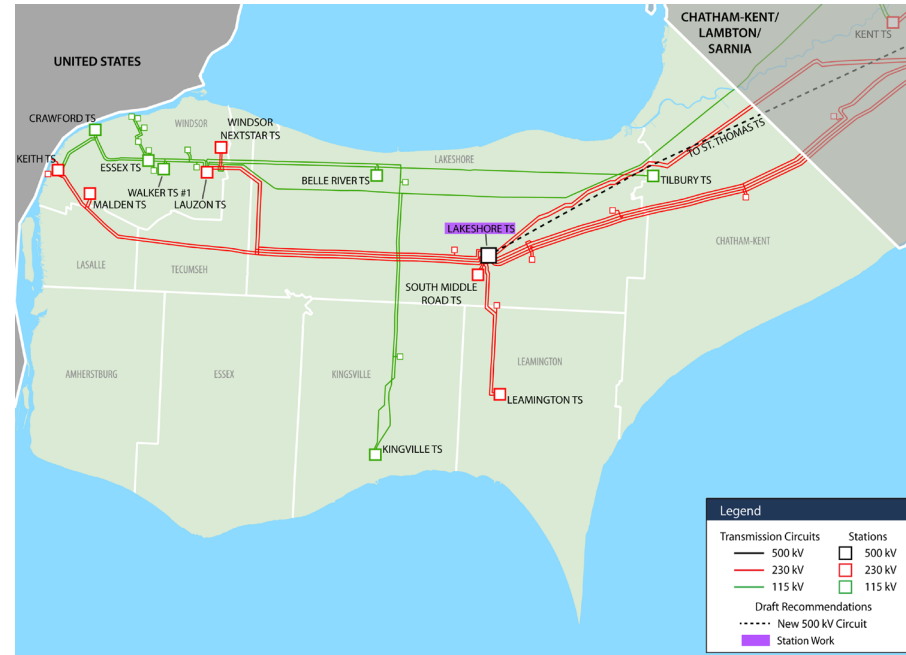 CHATHAM-KENT/
LAMBTON/
SARNIA
KENT TS
UNITED STATES
CRAWFORD TS
WINDSOR
WINDSOR
NEXTSTAR TS
TO ST. THOMAS TS
KEITH TS
ESSEX TS
LAKESHORE
BELLE RIVER TS
TILBURY TS
WALKER TS #1
MALDEN TS
LAUZON TS
LAKESHORE TS
CHATHAM-KENT
LASALLE
TECUMSEH
SOUTH MIDDLE
ROAD TS
AMHERSTBURG
ESSEX
KINGSVILLE
LEAMINGTON
LEAMINGTON TS
KINGVILLE TS
Legend
Transmission Circuits
Stations
500 kV
500 kV
230 kV
230 kV
115 kV
115 kV
Draft Recommendations
New 500 kV Circuit
Station Work